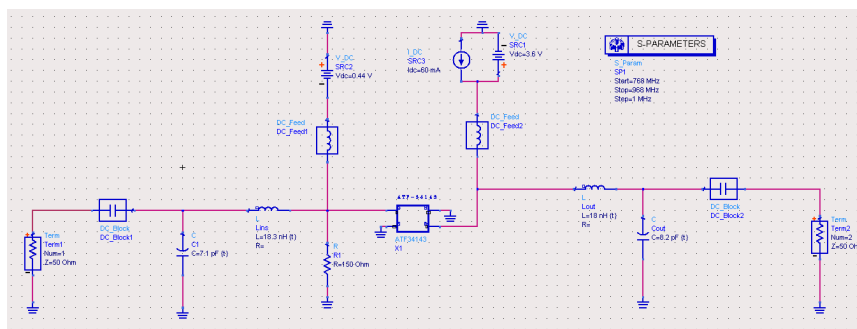 V_DC
SRC2
Vdc=0.44 V
I_DC
SRC3
Idc=60 mA
V_DC
SRC1
Vdc=3.6 V
S-PARAMETERS
S_Param
SP1
Start=768 MHz
Stop=968 MHz
Step=1 MHz
DC_Feed
DC_Feed1
DC_Feed
DC_Feed2
Term
Term1
Num=1
Z=50 Ohm
DC_Block
DC_Block1
C
C1
C=7.1 pF (t)
L
Lins
L=18.3 nH (t)
R=
R
R1
R=150 Ohm
ATF34143
X1
L
Lout
L=18 nH (t)
R=
C
Cout
C=8.2 pF (t)
DC_Block
DC_Block2
Term
Term2
Num=2
Z=50 Oh